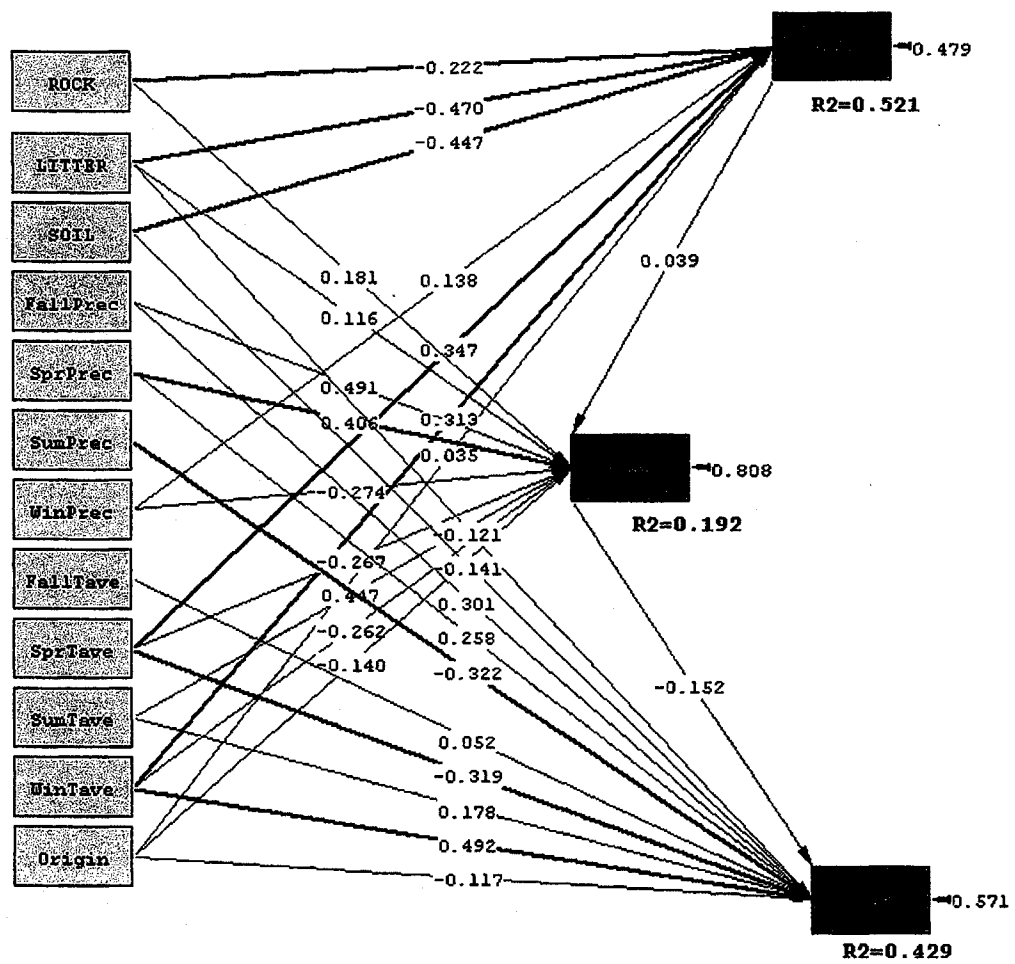 ROCK
LITTER
SOIL
FallPrec
SprPrec
SumPrec
WinPrec
FallTave
SprTave
SumTave
WinTave
Origin
-0.222
-0.470
-0.447
0.181
0.138
0.116
0.347
0.491
0.406
0.313
0.035
-0.274
-0.121
-0.267
-0.141
0.447
0.301
-0.262
0.258
-0.140
-0.322
0.052
-0.319
0.178
0.492
-0.117
0.039
-0.152
0.479
R2=0.521
0.808
R2=0.192
0.571
R2=0.429